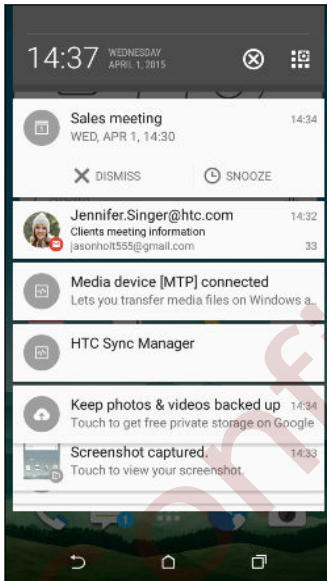 14:37 WEDNESDAY
APRIL 1, 2015
Sales meeting 14:34
WED, APR 1, 14:30
DISMISS SNOOZE
Jennifer.Singer@htc.com 14:32
Clients meeting information
jasonholt555@gmail.com 33
Media device [MTP] connected
Lets you transfer media files on Windows a..
HTC Sync Manager
Keep photos & videos backed up 14:34
Touch to get free private storage on Google
Screenshot captured. 14:33
Touch to view your screenshot.
1